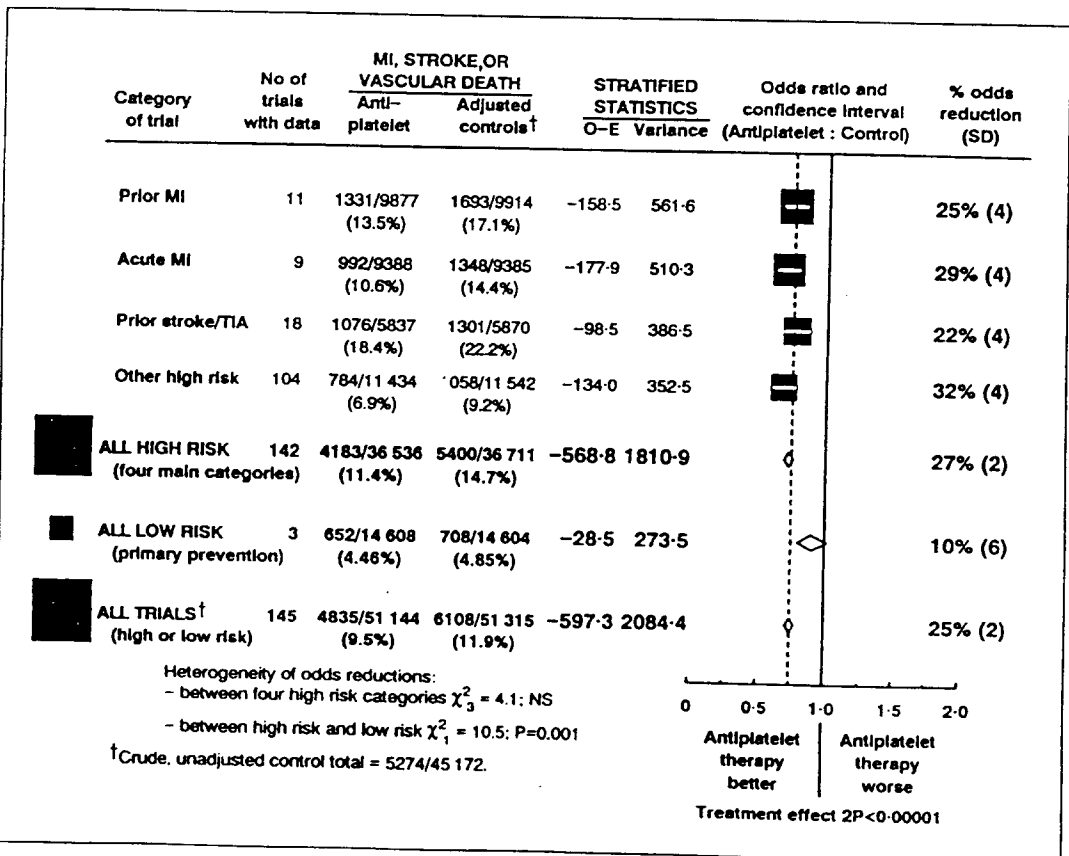 MI, STROKE,OR
No of VASCULAR DEATH STRATIFIED Odds ratio and % odds
Category trials Anti– Adjusted STATISTICS confidence interval reduction
of trial with data platelet controls† O–E Variance (Antiplatelet : Control) (SD)
Prior MI 11 1331/9877 1693/9914 –158·5 561·6 25% (4)
(13.5%) (17.1%)
Acute MI 9 992/9388 1348/9385 –177·9 510·3 29% (4)
(10.6%) (14.4%)
Prior stroke/TIA 18 1076/5837 1301/5870 –98·5 386·5 22% (4)
(18.4%) (22.2%)
Other high risk 104 784/11 434 058/11 542 –134·0 352·5 32% (4)
(6.9%) (9.2%)
ALL HIGH RISK 142 4183/36 536 5400/36 711 –568·8 1810·9 27% (2)
(four main categories) (11.4%) (14.7%)
ALL LOW RISK 3 652/14 608 708/14 604 –28·5 273·5 10% (6)
(primary prevention) (4.46%) (4.85%)
ALL TRIALS† 145 4835/51 144 6108/51 315 –597·3 2084·4 25% (2)
(high or low risk) (9.5%) (11.9%)
Heterogeneity of odds reductions:
– between four high risk categories χ²₃ = 4.1; NS
– between high risk and low risk χ²₁ = 10.5; P=0.001
†Crude, unadjusted control total = 5274/45 172.
0 0·5 1·0 1·5 2·0
Antiplatelet Antiplatelet
therapy therapy
better worse
Treatment effect 2P<0·00001